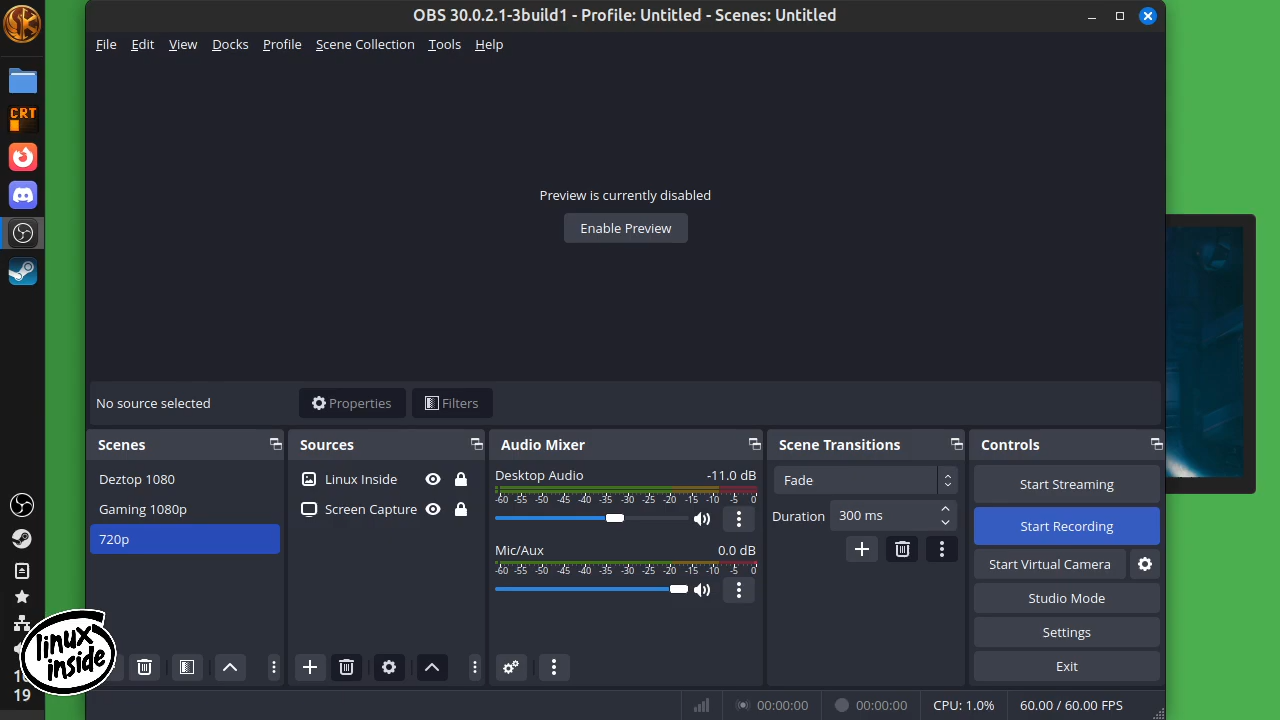 OBS 30.0.2.1-3build1 - Profile: Untitled - Scenes: Untitled
File Edit View Docks Profile Scene Collection Tools Help
CRT
Preview is currently disabled
Enable Preview
No source selected
Properties
Filters
Scenes
Deztop 1080
Gaming 1080p
720p
Sources
Linux Inside
Screen Capture
Audio Mixer
Desktop Audio -11.0 dB
-60 -55 -50 -45 -40 -35 -30 -25 -20 -15 -10 -5 0
Mic/Aux 0.0 dB
-60 -55 -50 -45 -40 -35 -30 -25 -20 -15 -10 -5 0
Scene Transitions
Fade
Duration 300 ms
Controls
Start Streaming
Start Recording
Start Virtual Camera
Studio Mode
Settings
Exit
linux
inside
19
00:00:00
00:00:00
CPU: 1.0%
60.00 / 60.00 FPS